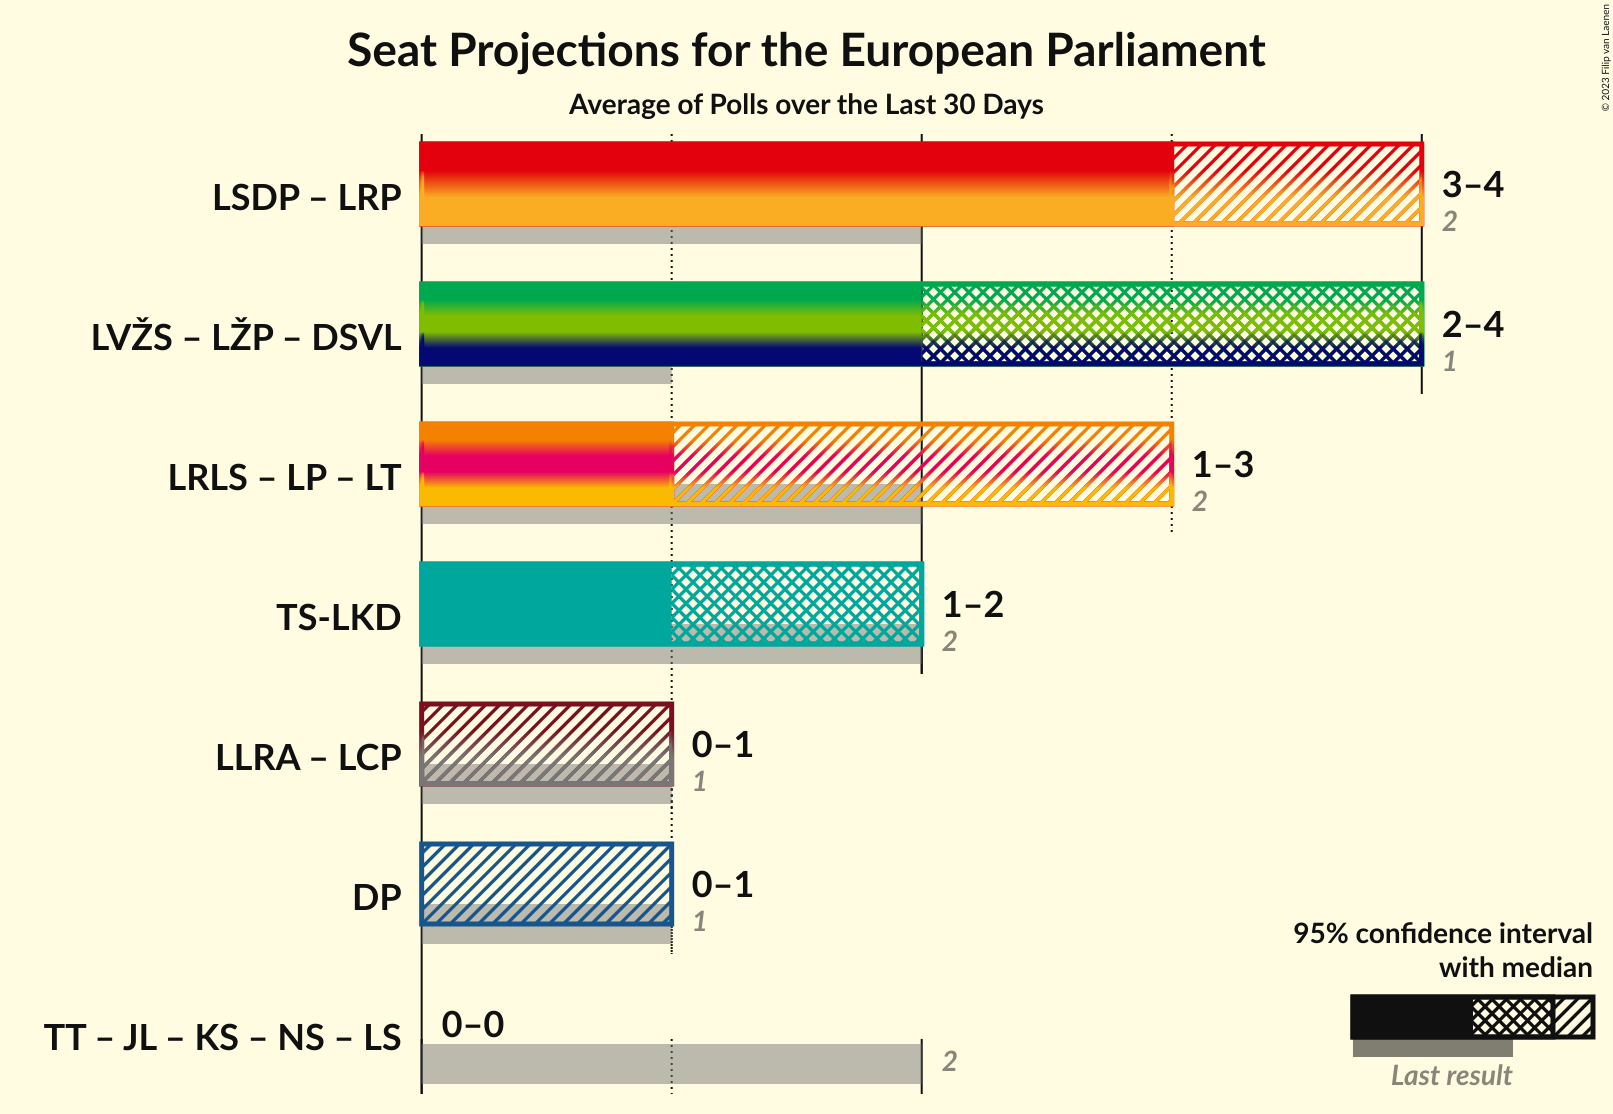 Seat Projections for the European Parliament
Average of Polls over the Last 30 Days
© 2023 Filip van Laenen
LSDP – LRP
3–4
2
LVŽS – LŽP – DSVL
2–4
1
LRLS – LP – LT
1–3
2
TS-LKD
1–2
2
LLRA – LCP
0–1
1
DP
0–1
1
TT – JL – KS – NS – LS
0–0
2
95% confidence interval
with median
Last result